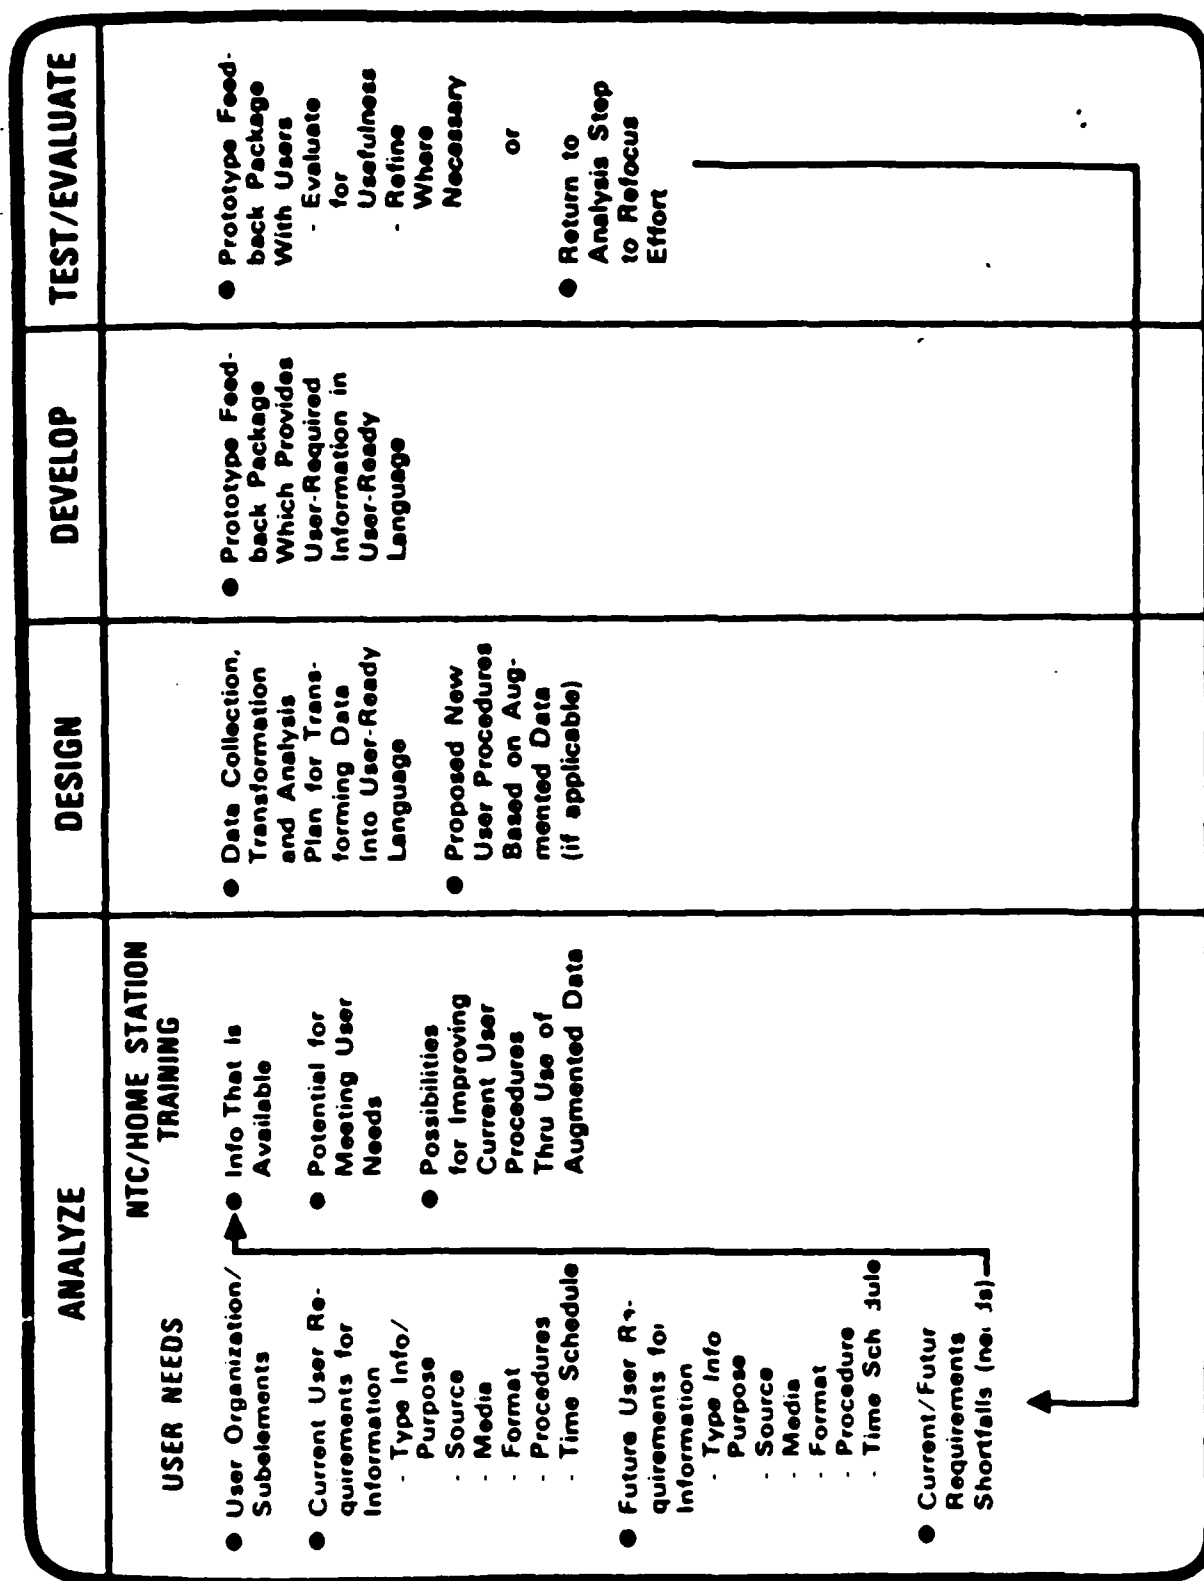 ANALYZE
USER NEEDS
● User Organization/
Subelements
● Current User Re-
quirements for
Information
- Type Info/
Purpose
- Source
- Media
- Format
- Procedures
- Time Schedule
● Future User Re-
quirements for
Information
- Type Info
Purpose
- Source
- Media
- Format
- Procedure
- Time Schedule
● Current/Futur
Requirements
Shortfalls (needs)
NTC/HOME STATION
TRAINING
● Info That Is
Available
● Potential for
Meeting User
Needs
● Possibilities
for Improving
Current User
Procedures
Thru Use of
Augmented Data
DESIGN
● Data Collection,
Transformation
and Analysis
Plan for Trans-
forming Data
Into User-Ready
Language
● Proposed New
User Procedures
Based on Aug-
mented Data
(if applicable)
DEVELOP
● Prototype Feed-
back Package
Which Provides
User-Required
Information in
User-Ready
Language
TEST/EVALUATE
● Prototype Feed-
back Package
With Users
- Evaluate
for
Usefulness
- Refine
Where
Necessary
or
● Return to
Analysis Step
to Refocus
Effort